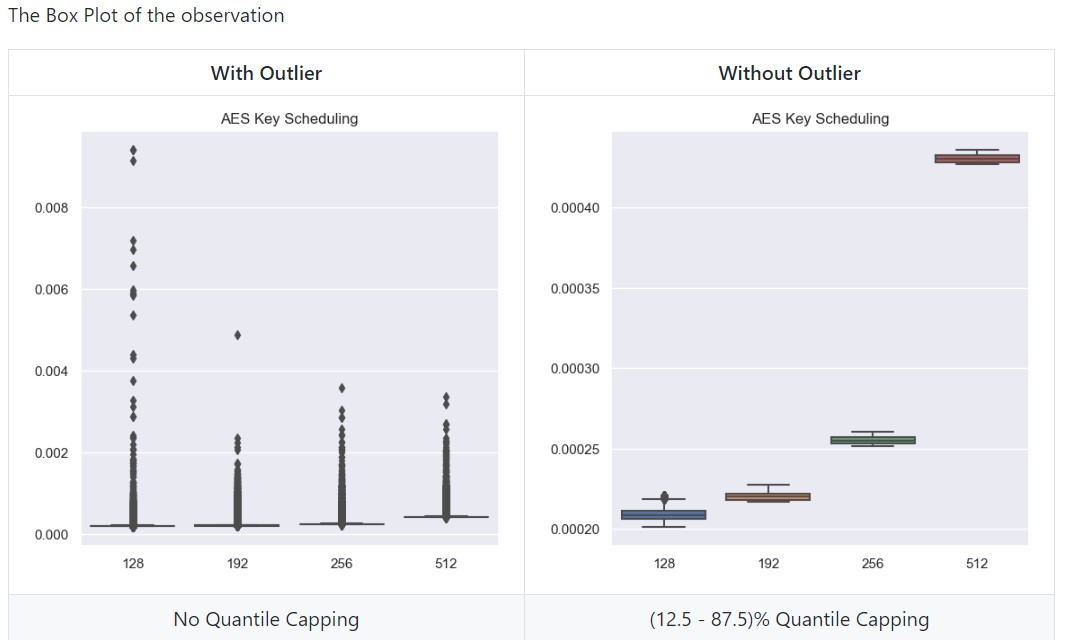 The Box Plot of the observation
With Outlier
Without Outlier
AES Key Scheduling
0.008
0.006
0.004
0.002
0.000
128 192 256 512
AES Key Scheduling
0.00040
0.00035
0.00030
0.00025
0.00020
128 192 256 512
No Quantile Capping
(12.5 - 87.5)% Quantile Capping